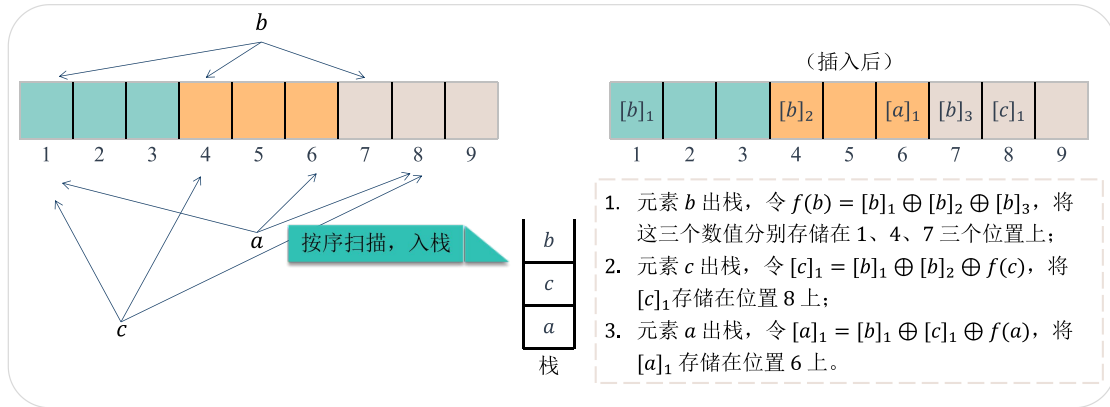 b
1 2 3 4 5 6 7 8 9
a
按序扫描，入栈
c
b
c
a
栈
（插入后）
[b]₁ [b]₂ [a]₁ [b]₃ [c]₁
1 2 3 4 5 6 7 8 9
1. 元素 b 出栈，令 f(b) = [b]₁ ⊕ [b]₂ ⊕ [b]₃，将
这三个数值分别存储在 1、4、7 三个位置上；
2. 元素 c 出栈，令 [c]₁ = [b]₁ ⊕ [b]₂ ⊕ f(c)，将
[c]₁存储在位置 8 上；
3. 元素 a 出栈，令 [a]₁ = [b]₁ ⊕ [c]₁ ⊕ f(a)，将
[a]₁ 存储在位置 6 上。